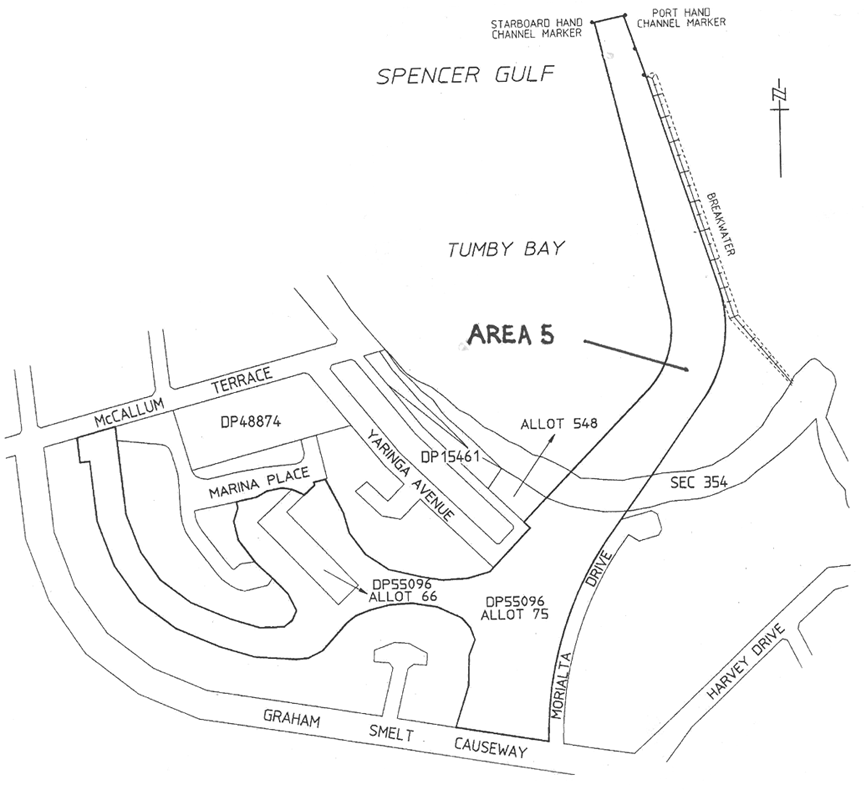 STARBOARD HAND
CHANNEL MARKER
PORT HAND
CHANNEL MARKER
SPENCER GULF
N
BREAKWATER
TUMBY BAY
AREA 5
McCALLUM TERRACE
DP48874
ALLOT 548
YARINGA AVENUE
DP15461
MARINA PLACE
SEC 354
DP55096
ALLOT 66
DP55096
ALLOT 75
MORIALTA DRIVE
HARVEY DRIVE
GRAHAM SMELT CAUSEWAY